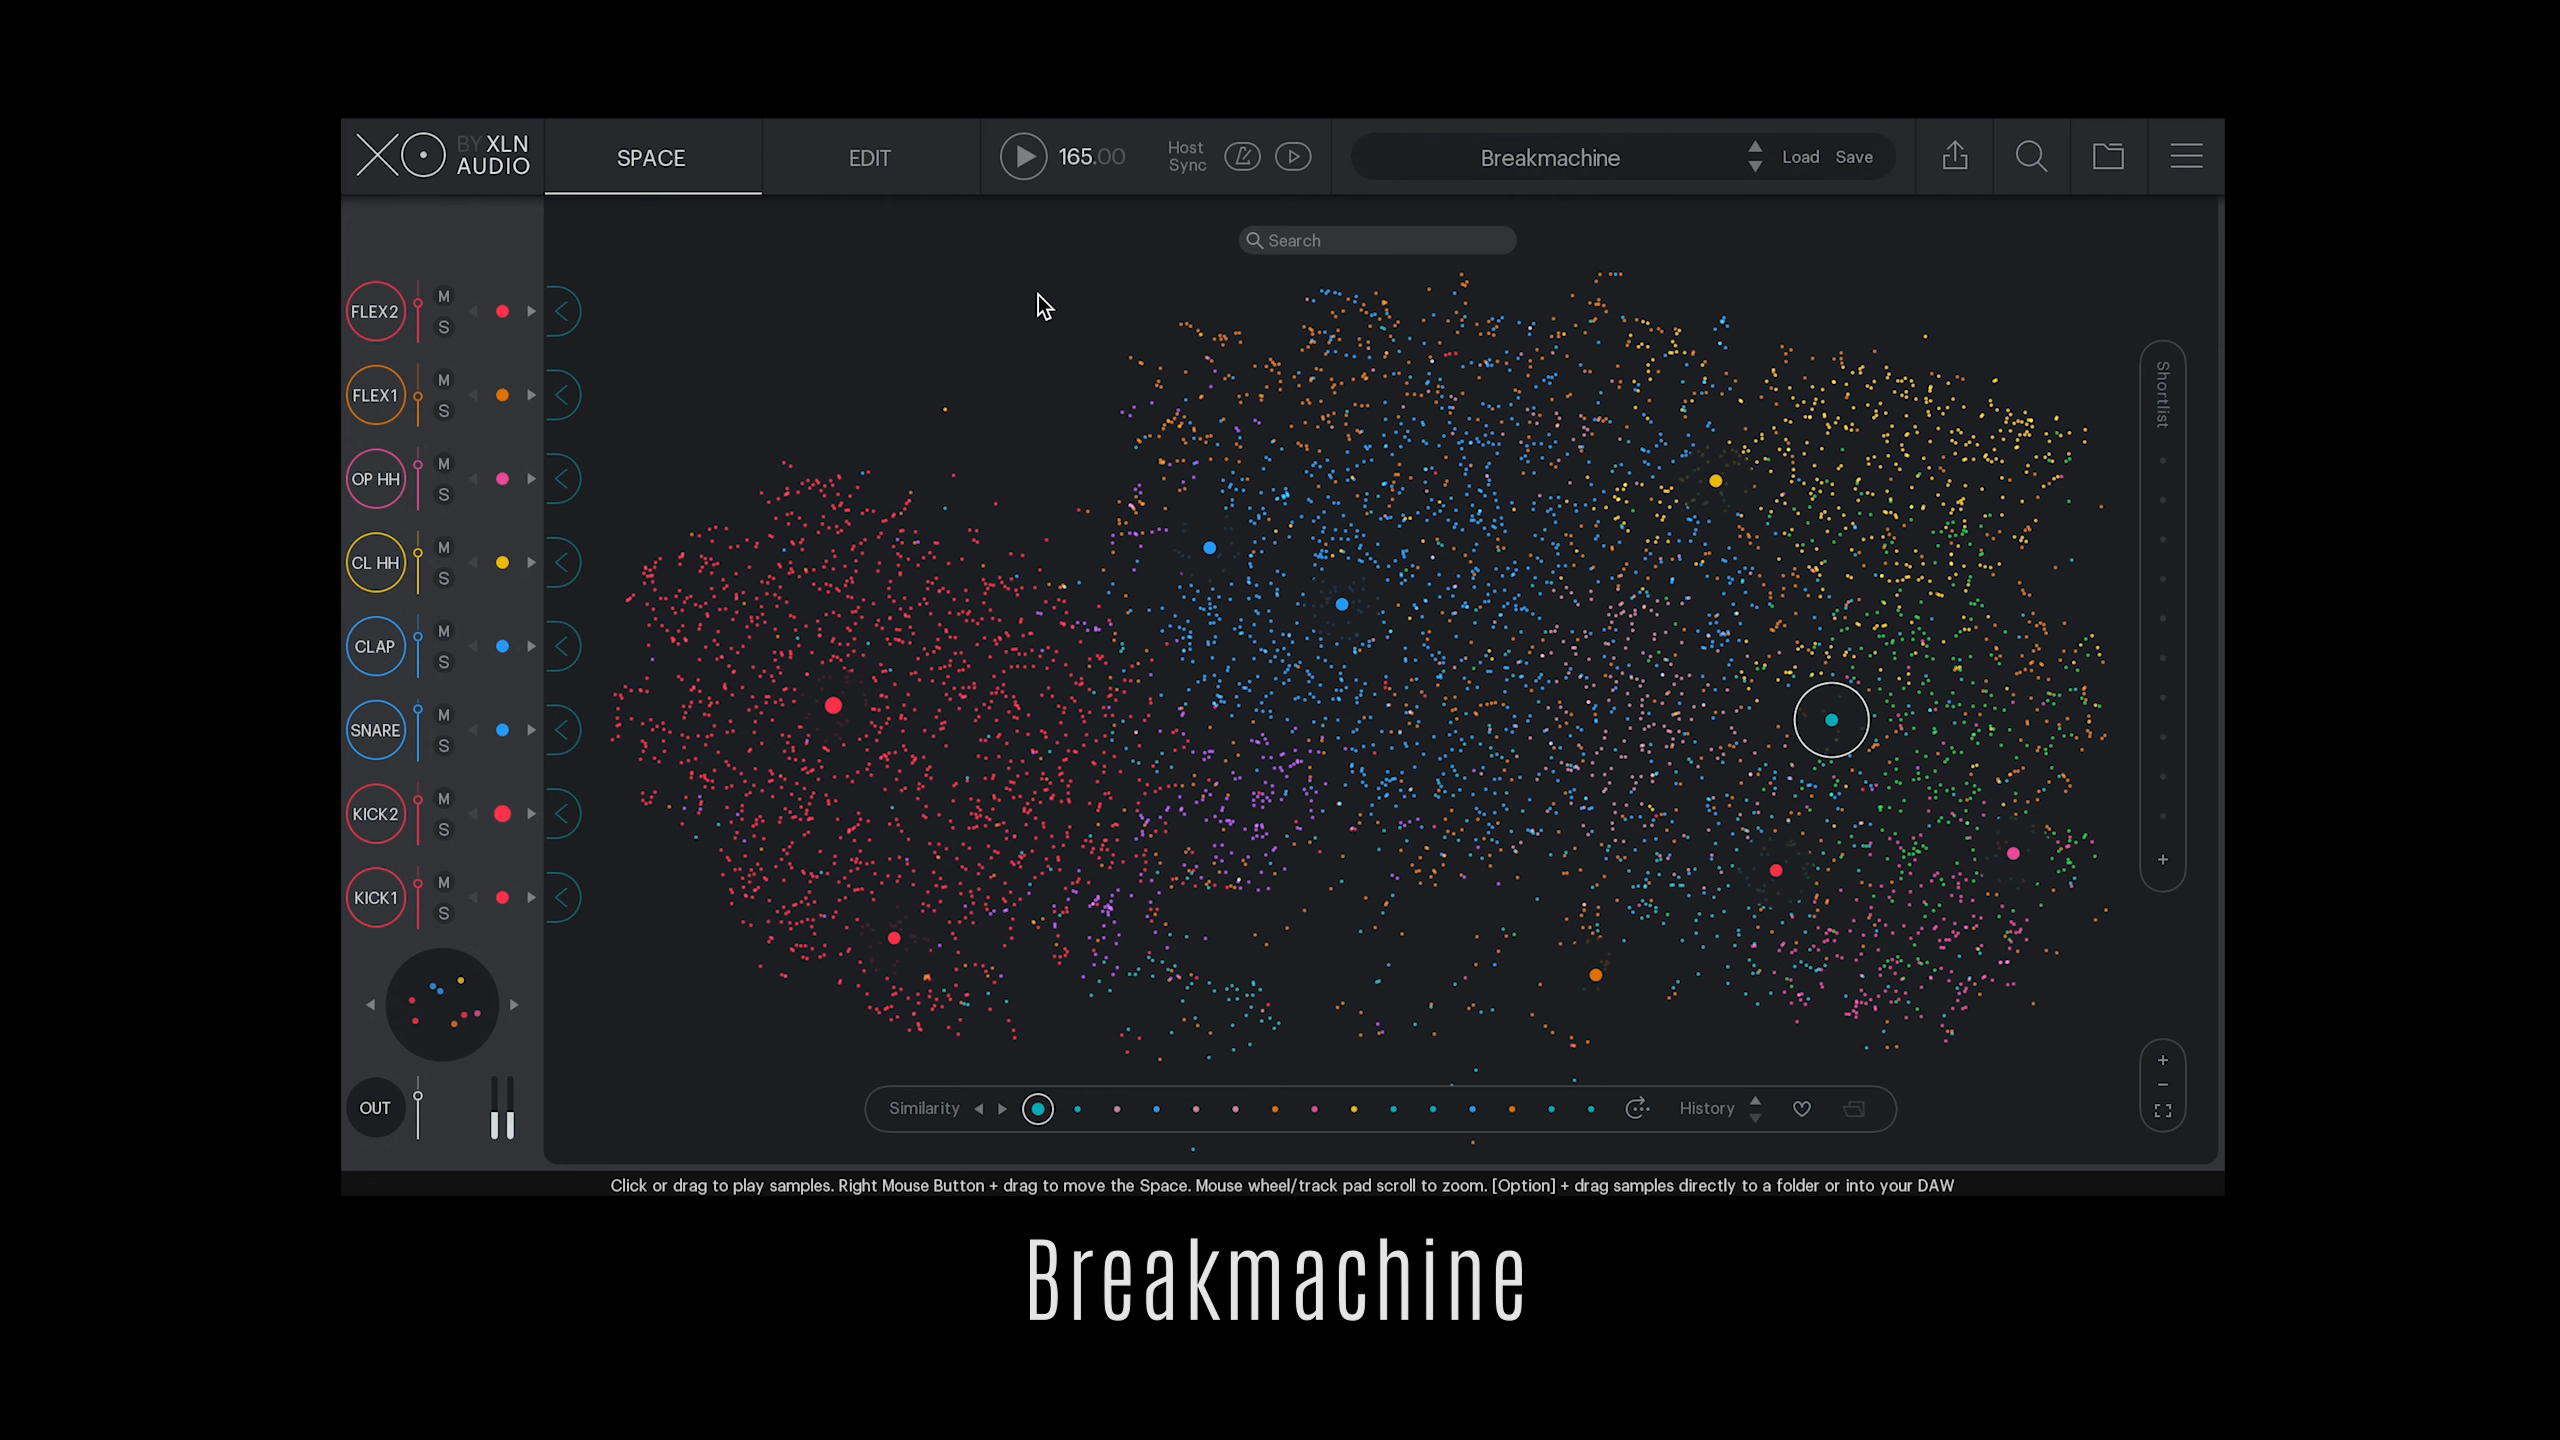 XO BY XLN AUDIO
SPACE
EDIT
165.00
Host Sync
Breakmachine
Load
Save
Search
FLEX2
M
S
FLEX1
M
S
OP HH
M
S
CL HH
M
S
CLAP
M
S
SNARE
M
S
KICK2
M
S
KICK1
M
S
OUT
Shortlist
Similarity
History
Click or drag to play samples. Right Mouse Button + drag to move the Space. Mouse wheel/track pad scroll to zoom. [Option] + drag samples directly to a folder or into your DAW
Breakmachine